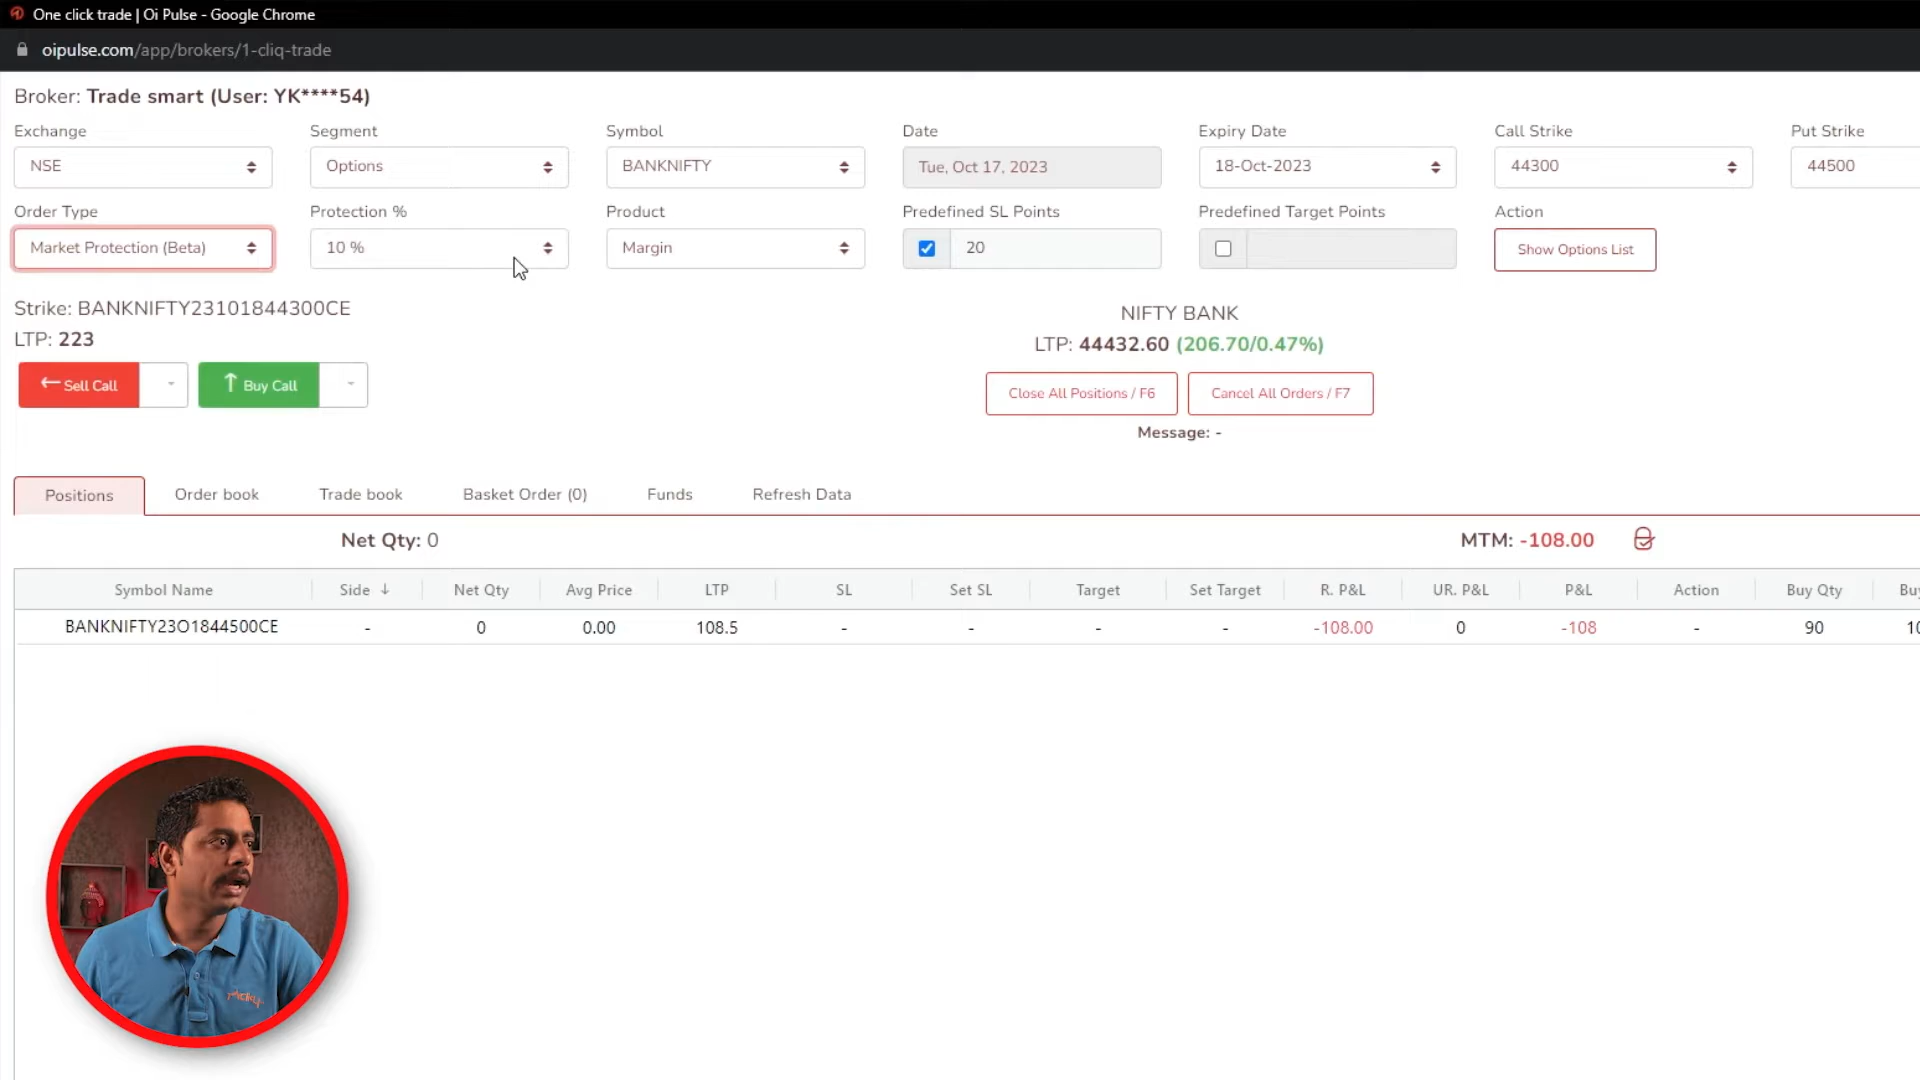 One click trade | Oi Pulse - Google Chrome
oipulse.com/app/brokers/1-cliq-trade
Broker: Trade smart (User: YK****54)
Exchange Segment Symbol Date Expiry Date Call Strike Put Strike
NSE Options BANKNIFTY Tue, Oct 17, 2023 18-Oct-2023 44300 44500
Order Type Protection % Product Predefined SL Points Predefined Target Points Action
Market Protection (Beta) 10 % Margin 20 Show Options List
Strike: BANKNIFTY23101844300CE
LTP: 223
Sell Call Buy Call
NIFTY BANK
LTP: 44432.60 (206.70/0.47%)
Close All Positions / F6 Cancel All Orders / F7
Message: -
Positions Order book Trade book Basket Order (0) Funds Refresh Data
Net Qty: 0 MTM: -108.00
Symbol Name Side ↓ Net Qty Avg Price LTP SL Set SL Target Set Target R. P&L UR. P&L P&L Action Buy Qty
BANKNIFTY23O1844500CE - 0 0.00 108.5 - - - - -108.00 0 -108 - 90